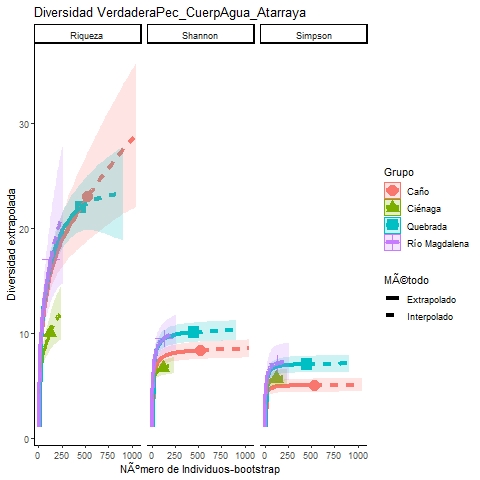 Diversidad VerdaderaPec_CuerpAgua_Atarraya
Riqueza
Shannon
Simpson
Diversidad extrapolada
30
20
10
0
0 250 500 750 1000
0 250 500 750 1000
0 250 500 750 1000
NÃºmero de Individuos-bootstrap
Grupo
Caño
Ciénaga
Quebrada
Río Magdalena
MÃ©todo
Extrapolado
Interpolado